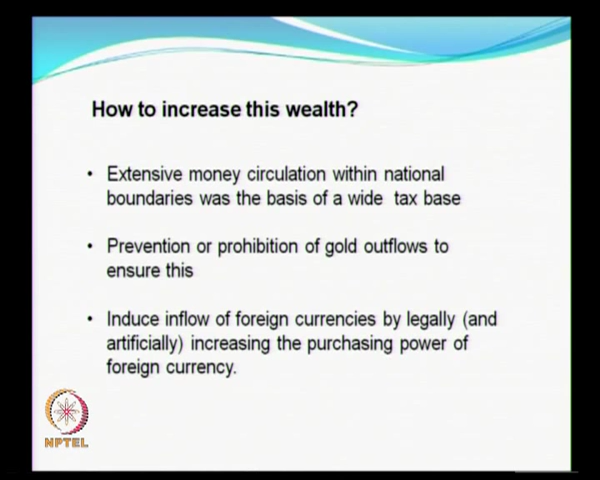 How to increase this wealth?
• Extensive money circulation within national
boundaries was the basis of a wide tax base
• Prevention or prohibition of gold outflows to
ensure this
• Induce inflow of foreign currencies by legally (and
artificially) increasing the purchasing power of
foreign currency.
NPTEL